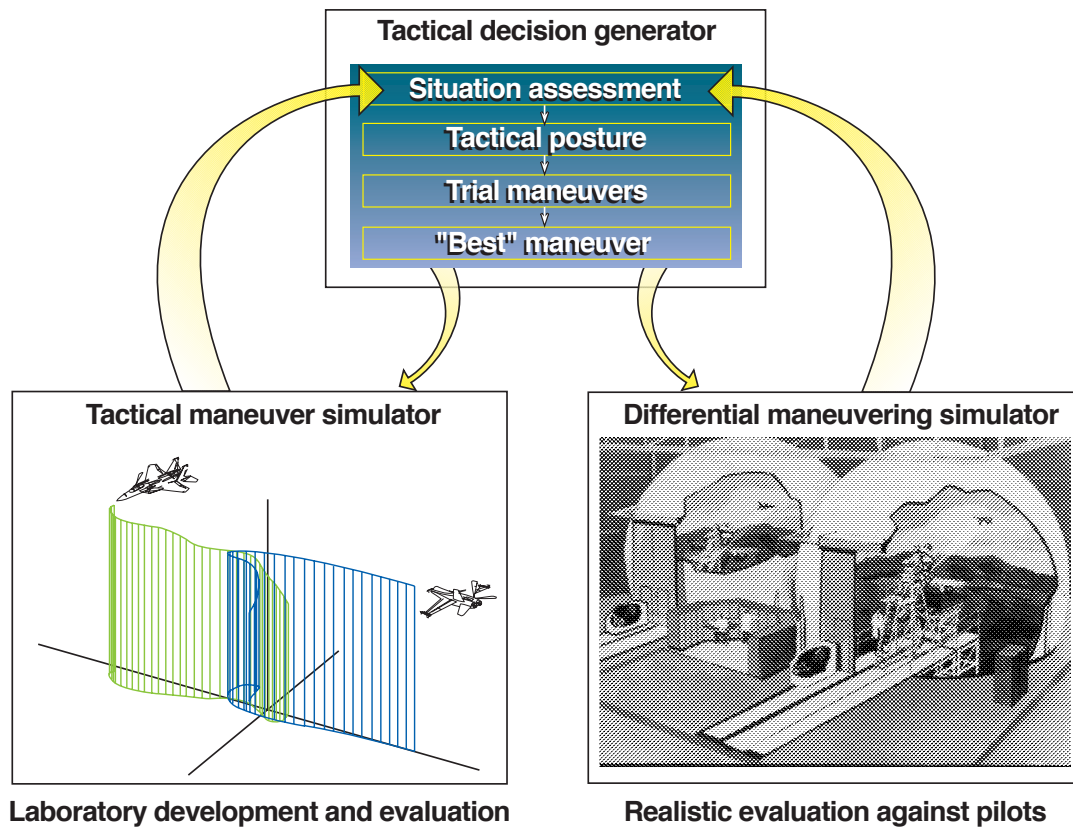 Tactical decision generator
Situation assessment
Tactical posture
Trial maneuvers
"Best" maneuver
Tactical maneuver simulator
Differential maneuvering simulator
Laboratory development and evaluation
Realistic evaluation against pilots